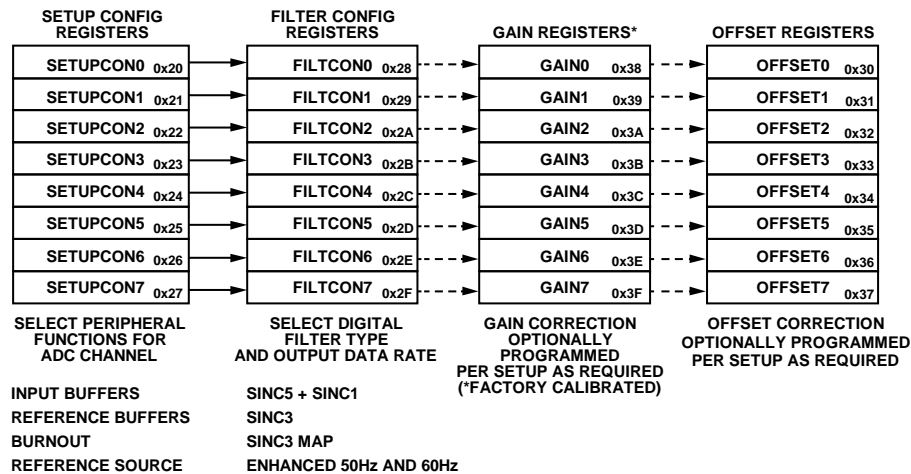 SETUP CONFIG
REGISTERS
FILTER CONFIG
REGISTERS
GAIN REGISTERS*
OFFSET REGISTERS
SETUPCON0 0x20
FILTCON0 0x28
GAIN0 0x38
OFFSET0 0x30
SETUPCON1 0x21
FILTCON1 0x29
GAIN1 0x39
OFFSET1 0x31
SETUPCON2 0x22
FILTCON2 0x2A
GAIN2 0x3A
OFFSET2 0x32
SETUPCON3 0x23
FILTCON3 0x2B
GAIN3 0x3B
OFFSET3 0x33
SETUPCON4 0x24
FILTCON4 0x2C
GAIN4 0x3C
OFFSET4 0x34
SETUPCON5 0x25
FILTCON5 0x2D
GAIN5 0x3D
OFFSET5 0x35
SETUPCON6 0x26
FILTCON6 0x2E
GAIN6 0x3E
OFFSET6 0x36
SETUPCON7 0x27
FILTCON7 0x2F
GAIN7 0x3F
OFFSET7 0x37
SELECT PERIPHERAL
FUNCTIONS FOR
ADC CHANNEL
SELECT DIGITAL
FILTER TYPE
AND OUTPUT DATA RATE
GAIN CORRECTION
OPTIONALLY
PROGRAMMED
PER SETUP AS REQUIRED
(*FACTORY CALIBRATED)
OFFSET CORRECTION
OPTIONALLY PROGRAMMED
PER SETUP AS REQUIRED
INPUT BUFFERS
REFERENCE BUFFERS
BURNOUT
REFERENCE SOURCE
SINC5 + SINC1
SINC3
SINC3 MAP
ENHANCED 50Hz AND 60Hz